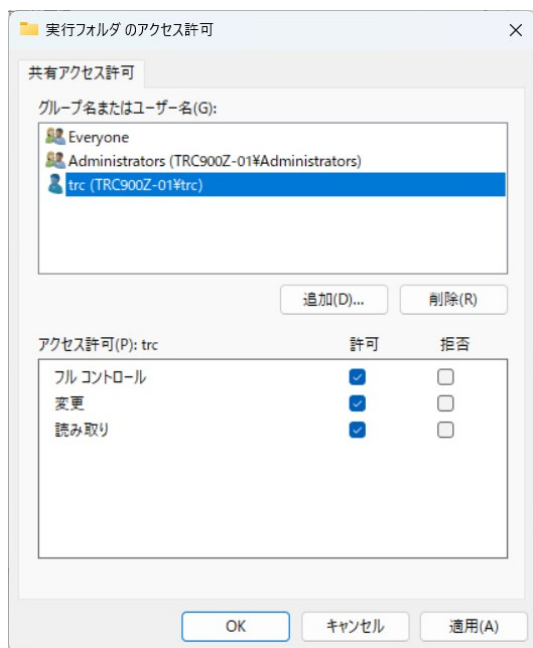 実行フォルダ のアクセス許可
共有アクセス許可
グループ名またはユーザー名(G):
Everyone
Administrators (TRC900Z-01¥Administrators)
trc (TRC900Z-01¥trc)
追加(D)... 削除(R)
アクセス許可(P): trc 許可 拒否
フル コントロール
変更
読み取り
OK キャンセル 適用(A)